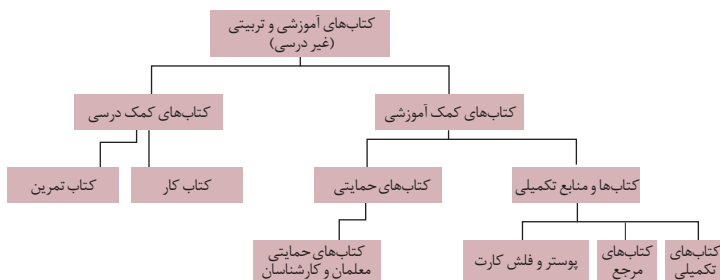 کتاب‌های آموزشی و تربیتی
(غیر درسی)
کتاب‌های کمک آموزشی
کتاب‌های کمک درسی
کتاب‌ها و منابع تکمیلی
کتاب‌های حمایتی
کتاب کار
کتاب تمرین
کتاب‌های
تکمیلی
کتاب‌های
مرجع
پوستر و فلش کارت
کتاب‌های حمایتی
معلمان و کارشناسان